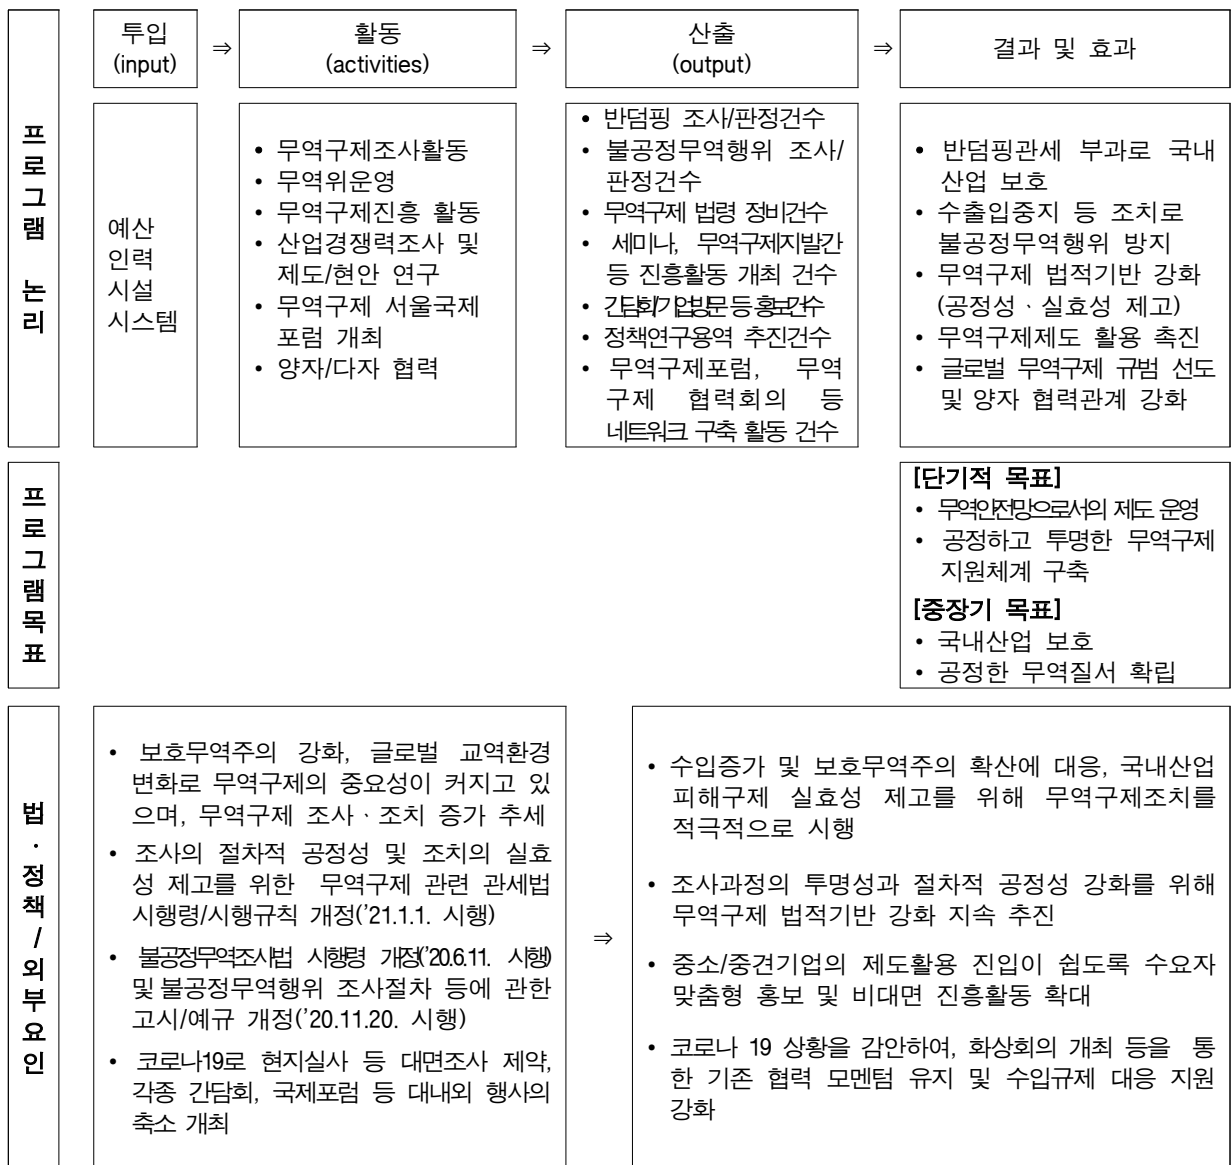 프로그램 논리
투입
(input)
⇒
활동
(activities)
⇒
산출
(output)
⇒
결과 및 효과
예산
인력
시설
시스템
• 무역구제조사활동
• 무역위운영
• 무역구제진흥 활동
• 산업경쟁력조사 및
제도/현안 연구
• 무역구제 서울국제
포럼 개최
• 양자/다자 협력
• 반덤핑 조사/판정건수
• 불공정무역행위 조사/
판정건수
• 무역구제 법령 정비건수
• 세미나, 무역구제지발간
등 진흥활동 개최 건수
• 간담회/기업방문 등 홍보건수
• 정책연구용역 추진건수
• 무역구제포럼, 무역
구제 협력회의 등
네트워크 구축 활동 건수
• 반덤핑관세 부과로 국내
산업 보호
• 수출입중지 등 조치로
불공정무역행위 방지
• 무역구제 법적기반 강화
(공정성 · 실효성 제고)
• 무역구제제도 활용 촉진
• 글로벌 무역구제 규범 선도
및 양자 협력관계 강화
프로그램목표
[단기적 목표]
• 무역안전망으로서의 제도 운영
• 공정하고 투명한 무역구제
지원체계 구축
[중장기 목표]
• 국내산업 보호
• 공정한 무역질서 확립
법·정책/외부요인
• 보호무역주의 강화, 글로벌 교역환경
변화로 무역구제의 중요성이 커지고 있
으며, 무역구제 조사 · 조치 증가 추세
• 조사의 절차적 공정성 및 조치의 실효
성 제고를 위한 무역구제 관련 관세법
시행령/시행규칙 개정('21.1.1. 시행)
• 불공정무역조사법 시행령 개정('20.6.11. 시행)
및 불공정무역행위 조사절차 등에 관한
고시/예규 개정('20.11.20. 시행)
• 코로나19로 현지실사 등 대면조사 제약,
각종 간담회, 국제포럼 등 대내외 행사의
축소 개최
⇒
• 수입증가 및 보호무역주의 확산에 대응, 국내산업
피해구제 실효성 제고를 위해 무역구제조치를
적극적으로 시행
• 조사과정의 투명성과 절차적 공정성 강화를 위해
무역구제 법적기반 강화 지속 추진
• 중소/중견기업의 제도활용 진입이 쉽도록 수요자
맞춤형 홍보 및 비대면 진흥활동 확대
• 코로나 19 상황을 감안하여, 화상회의 개최 등을 통
한 기존 협력 모멘텀 유지 및 수입규제 대응 지원
강화